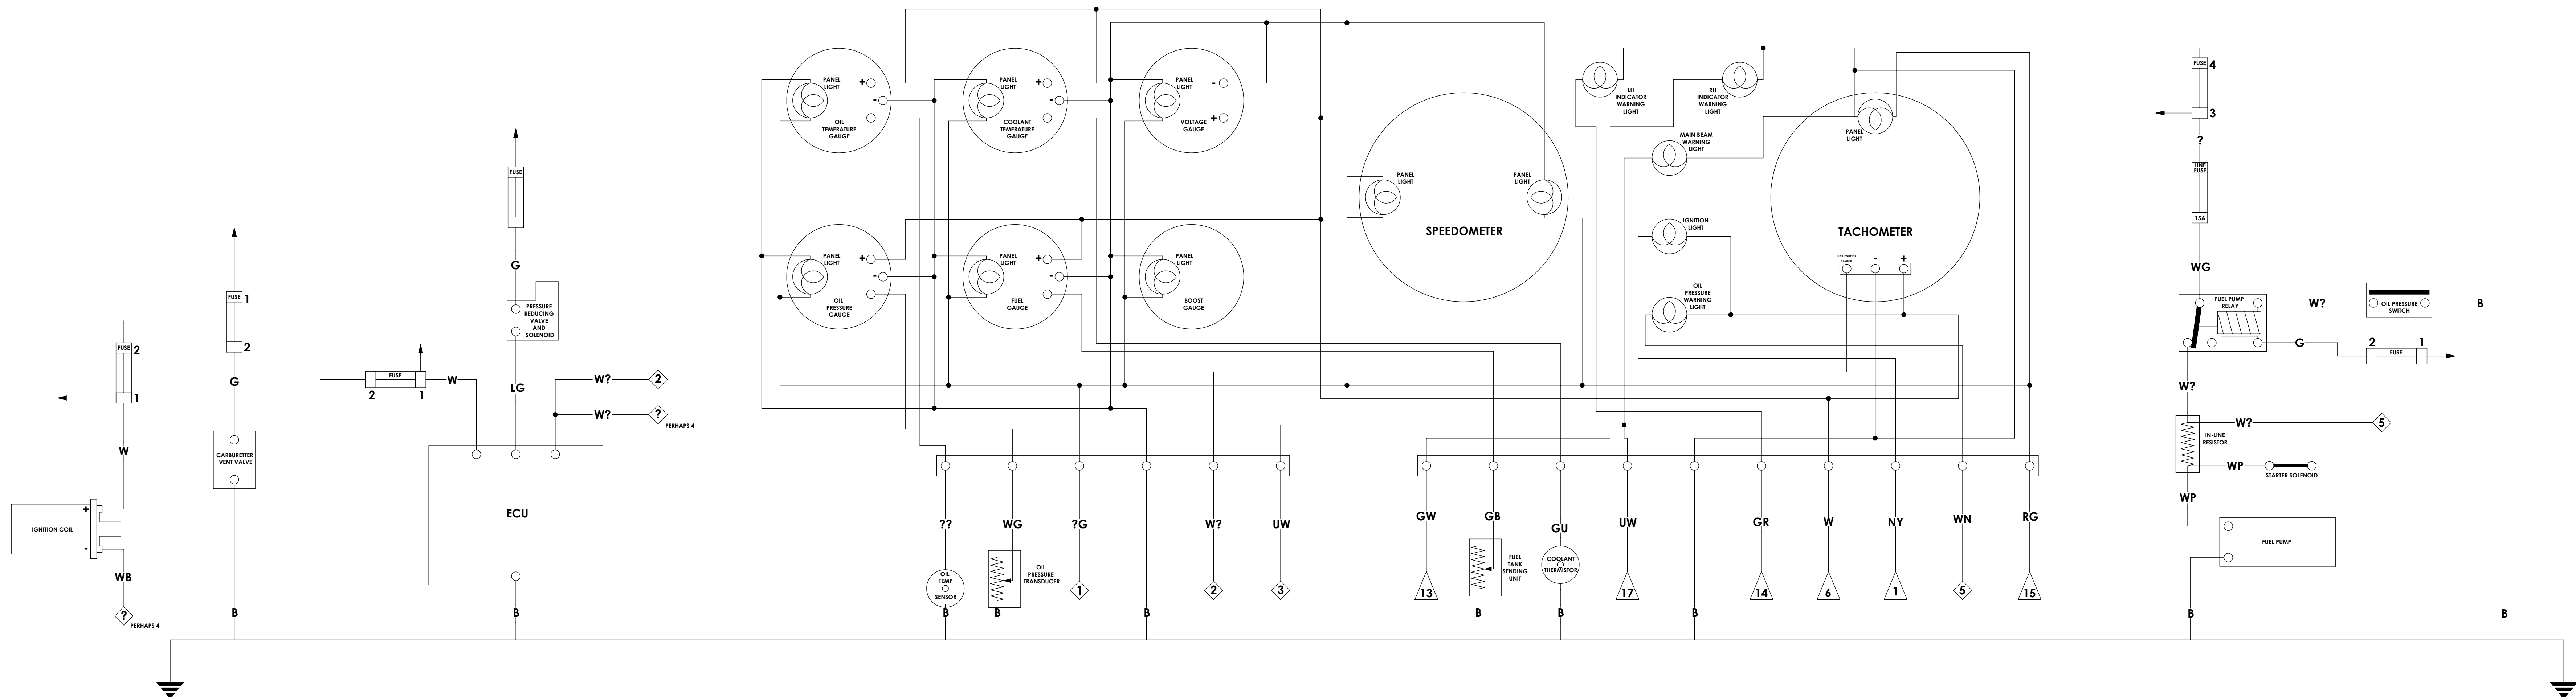 FUSE
2
1
W
IGNITION COIL
+
-
WB
?
PERHAPS 4
FUSE
1
2
G
CARBURETTER
VENT VALVE
B
FUSE
2
1
W
FUSE
G
PRESSURE
REDUCING
VALVE
AND
SOLENOID
LG
W?
2
W?
?
PERHAPS 4
ECU
B
PANEL
LIGHT
+
-
OIL
TEMERATURE
GAUGE
PANEL
LIGHT
+
-
COOLANT
TEMERATURE
GAUGE
PANEL
LIGHT
-
+
VOLTAGE
GAUGE
PANEL
LIGHT
+
-
OIL
PRESSURE
GAUGE
PANEL
LIGHT
+
-
FUEL
GAUGE
PANEL
LIGHT
BOOST
GAUGE
PANEL
LIGHT
PANEL
LIGHT
SPEEDOMETER
LH
INDICATOR
WARNING
LIGHT
RH
INDICATOR
WARNING
LIGHT
MAIN BEAM
WARNING
LIGHT
IGNITION
LIGHT
OIL
PRESSURE
WARNING
LIGHT
PANEL
LIGHT
TACHOMETER
UNIDENTIFIED
SYMBOL
-
+
??
WG
?G
W?
UW
OIL
TEMP
SENSOR
OIL
PRESSURE
TRANSDUCER
1
2
3
B
B
B
GW
GB
GU
UW
GR
W
NY
WN
RG
13
FUEL
TANK
SENDING
UNIT
COOLANT
THERMISTOR
17
14
6
1
5
15
B
B
B
FUSE
4
3
?
LINE
FUSE
15A
WG
FUEL PUMP
RELAY
W?
OIL PRESSURE
SWITCH
B
G
2
1
FUSE
W?
W?
5
IN-LINE
RESISTOR
WP
STARTER SOLENOID
WP
FUEL PUMP
B
B